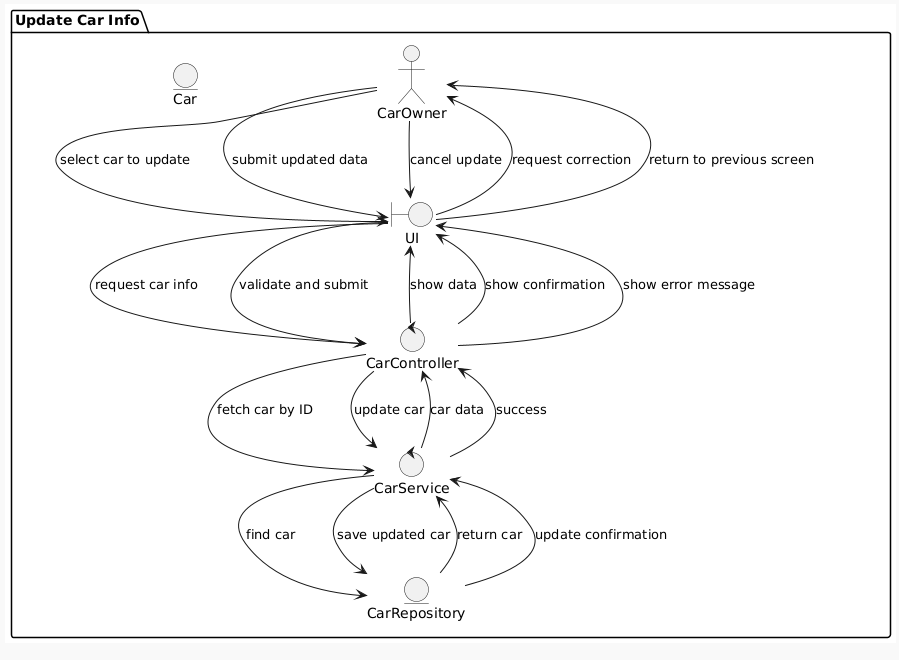 Update Car Info
Car
CarOwner
select car to update
submit updated data
cancel update
request correction
return to previous screen
UI
request car info
validate and submit
show data
show confirmation
show error message
CarController
fetch car by ID
update car
car data
success
CarService
find car
save updated car
return car
update confirmation
CarRepository